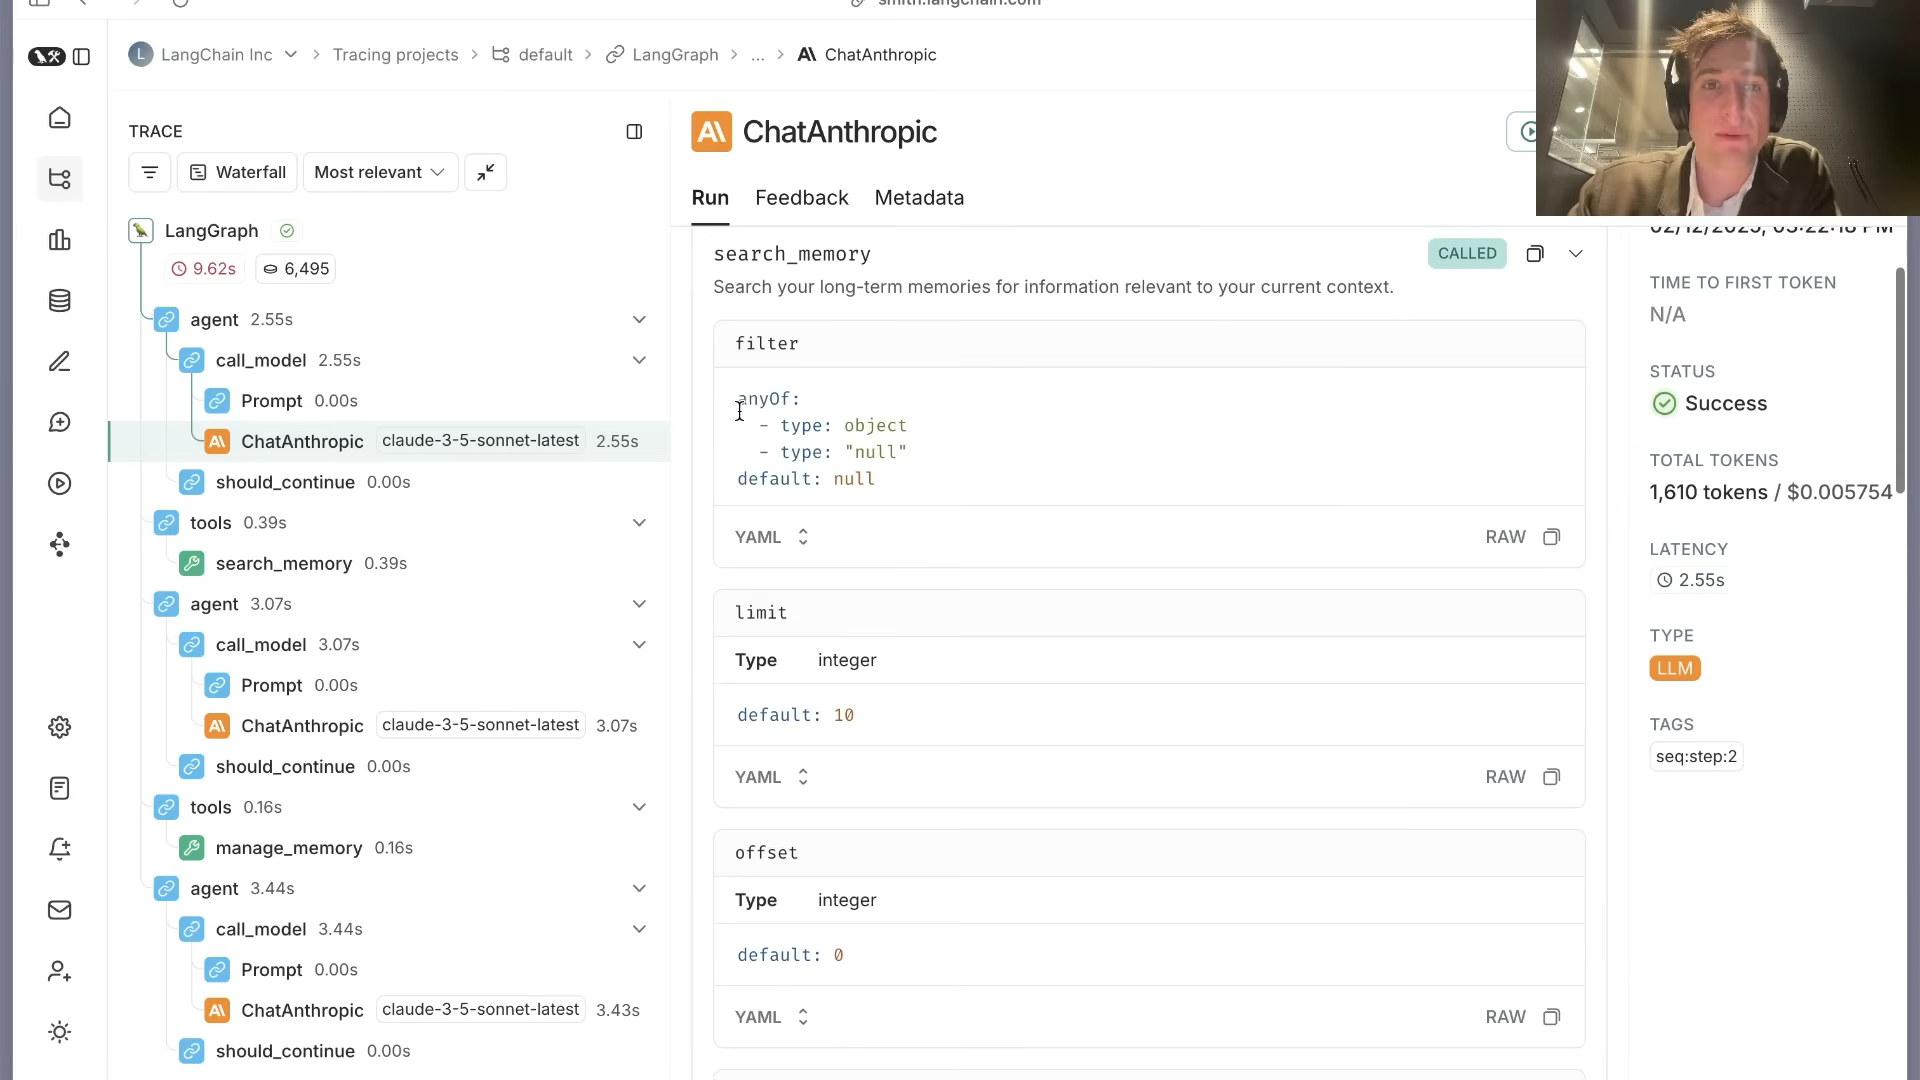 smith.langchain.com
L LangChain Inc > Tracing projects > default > LangGraph > ... > ChatAnthropic
TRACE
Waterfall
Most relevant
LangGraph
9.62s
6,495
agent 2.55s
call_model 2.55s
Prompt 0.00s
ChatAnthropic claude-3-5-sonnet-latest 2.55s
should_continue 0.00s
tools 0.39s
search_memory 0.39s
agent 3.07s
call_model 3.07s
Prompt 0.00s
ChatAnthropic claude-3-5-sonnet-latest 3.07s
should_continue 0.00s
tools 0.16s
manage_memory 0.16s
agent 3.44s
call_model 3.44s
Prompt 0.00s
ChatAnthropic claude-3-5-sonnet-latest 3.43s
should_continue 0.00s
ChatAnthropic
Run Feedback Metadata
search_memory
CALLED
Search your long-term memories for information relevant to your current context.
filter
anyOf:
- type: object
- type: "null"
default: null
YAML
RAW
limit
Type integer
default: 10
YAML
RAW
offset
Type integer
default: 0
YAML
RAW
02/12/2025, 03:22:18 PM
TIME TO FIRST TOKEN
N/A
STATUS
Success
TOTAL TOKENS
1,610 tokens / $0.005754
LATENCY
2.55s
TYPE
LLM
TAGS
seq:step:2